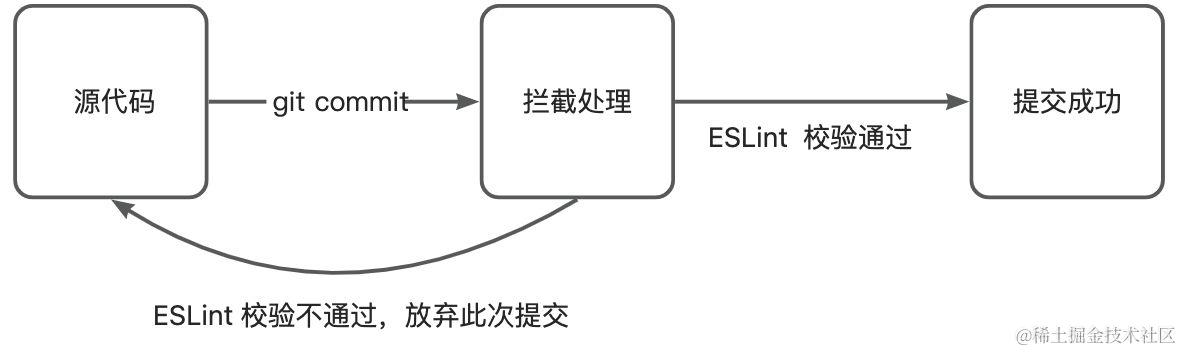 源代码
git commit
拦截处理
ESLint 校验通过
提交成功
ESLint 校验不通过，放弃此次提交
@稀土掘金技术社区